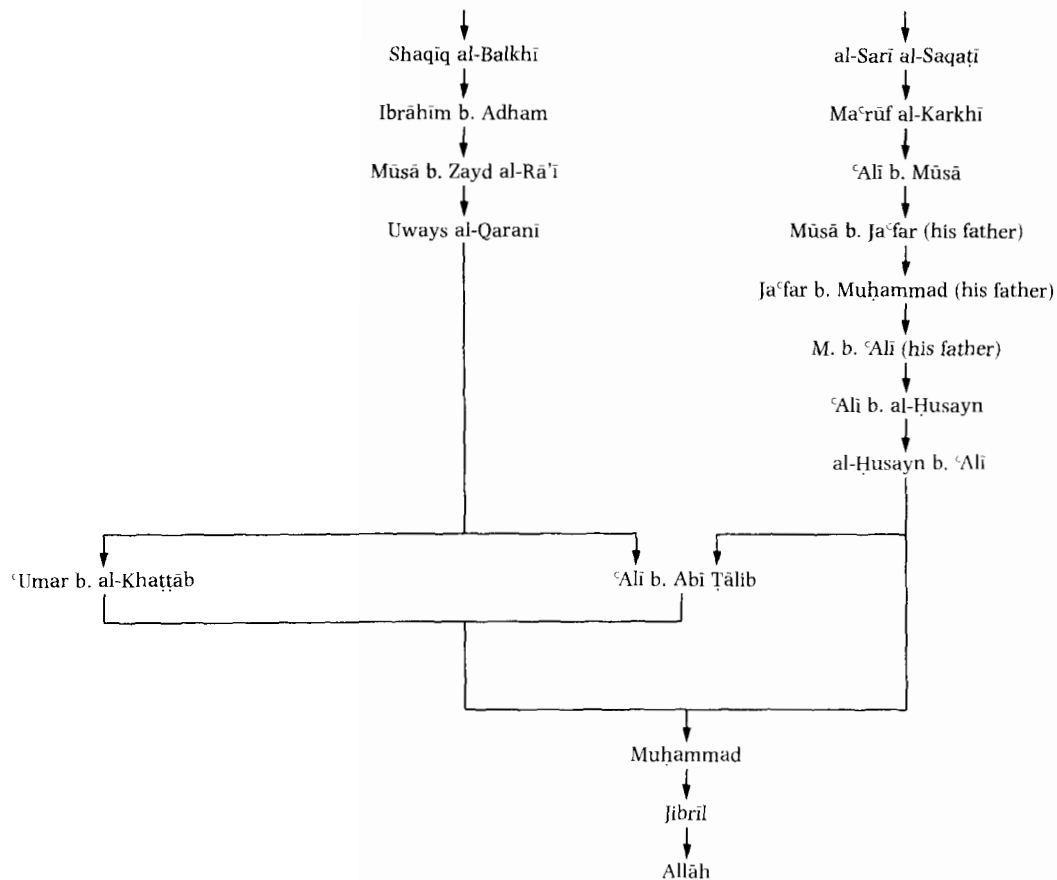 Shaqīq al-Balkhī
Ibrāhīm b. Adham
Mūsā b. Zayd al-Rā'ī
Uways al-Qaranī
al-Sarī al-Saqaṭī
Maʿrūf al-Karkhī
ʿAlī b. Mūsā
Mūsā b. Jaʿfar (his father)
Jaʿfar b. Muḥammad (his father)
M. b. ʿAlī (his father)
ʿAlī b. al-Ḥusayn
al-Ḥusayn b. ʿAlī
ʿUmar b. al-Khaṭṭāb
ʿAlī b. Abī Ṭālib
Muḥammad
Jibrīl
Allāh